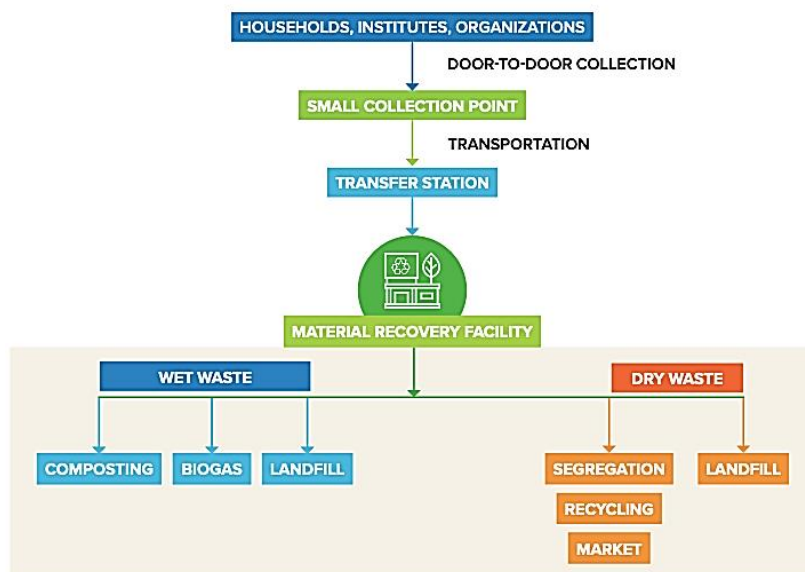 HOUSEHOLDS, INSTITUTES, ORGANIZATIONS
DOOR-TO-DOOR COLLECTION
SMALL COLLECTION POINT
TRANSPORTATION
TRANSFER STATION
MATERIAL RECOVERY FACILITY
WET WASTE
DRY WASTE
COMPOSTING
BIOGAS
LANDFILL
SEGREGATION
LANDFILL
RECYCLING
MARKET